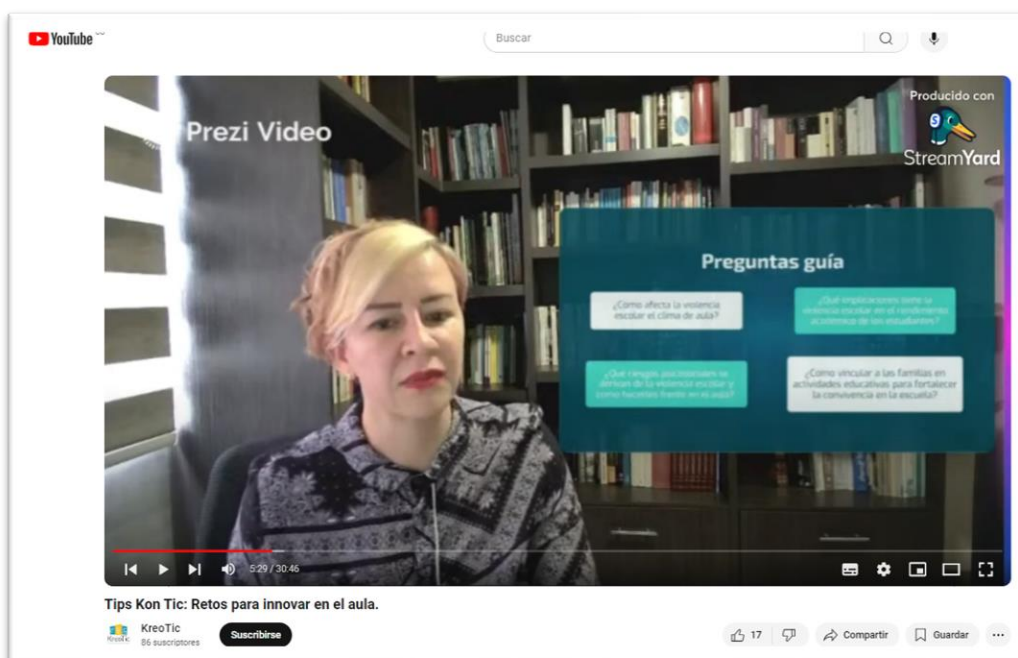 YouTube
Buscar
Prezi Video
Producido con
StreamYard
Preguntas guía
¿Cómo afecta la violencia
escolar el clima de aula?
¿Qué implicaciones tiene la
violencia escolar en el rendimiento
académico de los estudiantes?
¿Qué riesgos psicosociales se
derivan de la violencia escolar y
cómo hacerles frente en el aula?
¿Cómo vincular a las familias en
actividades educativas para fortalecer
la convivencia en la escuela?
5:29 / 30:46
Tips Kon Tic: Retos para innovar en el aula.
KreoTic
86 suscriptores
Suscribirse
17
Compartir
Guardar